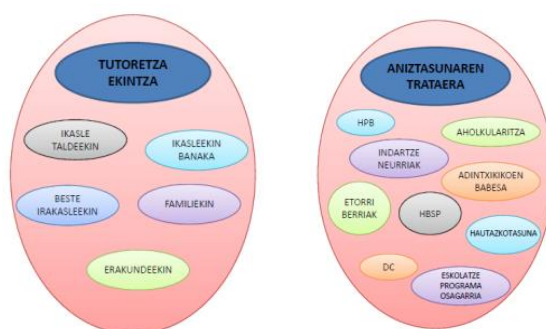 TUTORETZA
EKINTZA
IKASLE
TALDEEKIN
IKASLEEKIN
BANAKA
BESTE
IRAKASLEEKIN
FAMILIEKIN
ERAKUNDEEKIN
ANIZTASUNAREN
TRATAERA
HPB
AHOLKULARITZA
INDARTZE
NEURRIAK
ADINTXIKIKOEN
BABESA
ETORRI
BERRIAK
HBSP
HAUTAZKOTASUNA
DC
ESKOLATZE
PROGRAMA
OSAGARRIA